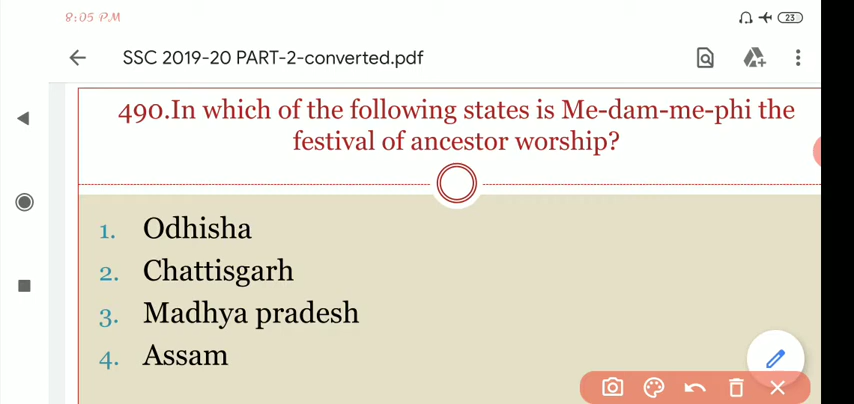 8:05 PM
23
SSC 2019-20 PART-2-converted.pdf
490.In which of the following states is Me-dam-me-phi the
festival of ancestor worship?
1. Odhisha
2. Chattisgarh
3. Madhya pradesh
4. Assam